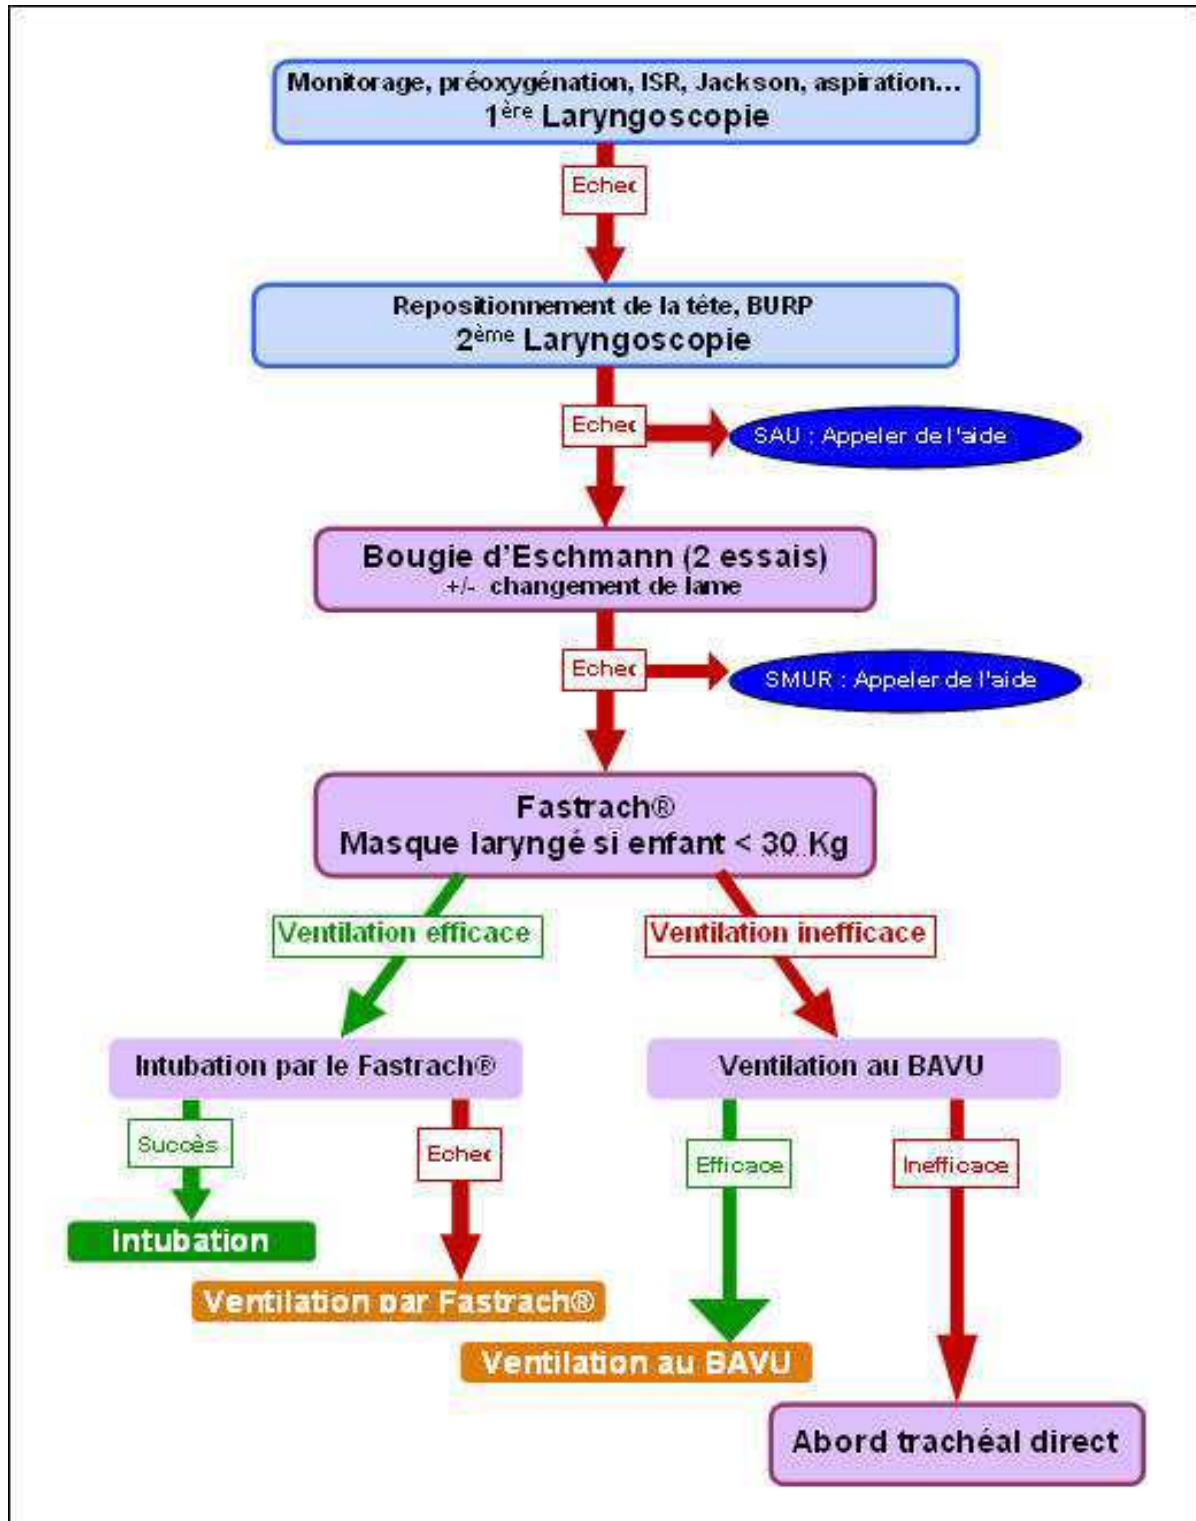 Monitorage, préoxygénation, ISR, Jackson, aspiration...
1ère Laryngoscopie
Echec
Repositionnement de la tête, BURP
2ème Laryngoscopie
Echec
SAU : Appeler de l'aide
Bougie d'Eschmann (2 essais)
+/- changement de lame
Echec
SMUR : Appeler de l'aide
Fastrach®
Masque laryngé si enfant < 30 Kg
Ventilation efficace
Ventilation inefficace
Intubation par le Fastrach®
Ventilation au BAVU
Succès
Echec
Efficace
Inefficace
Intubation
Ventilation par Fastrach®
Ventilation au BAVU
Abord trachéal direct